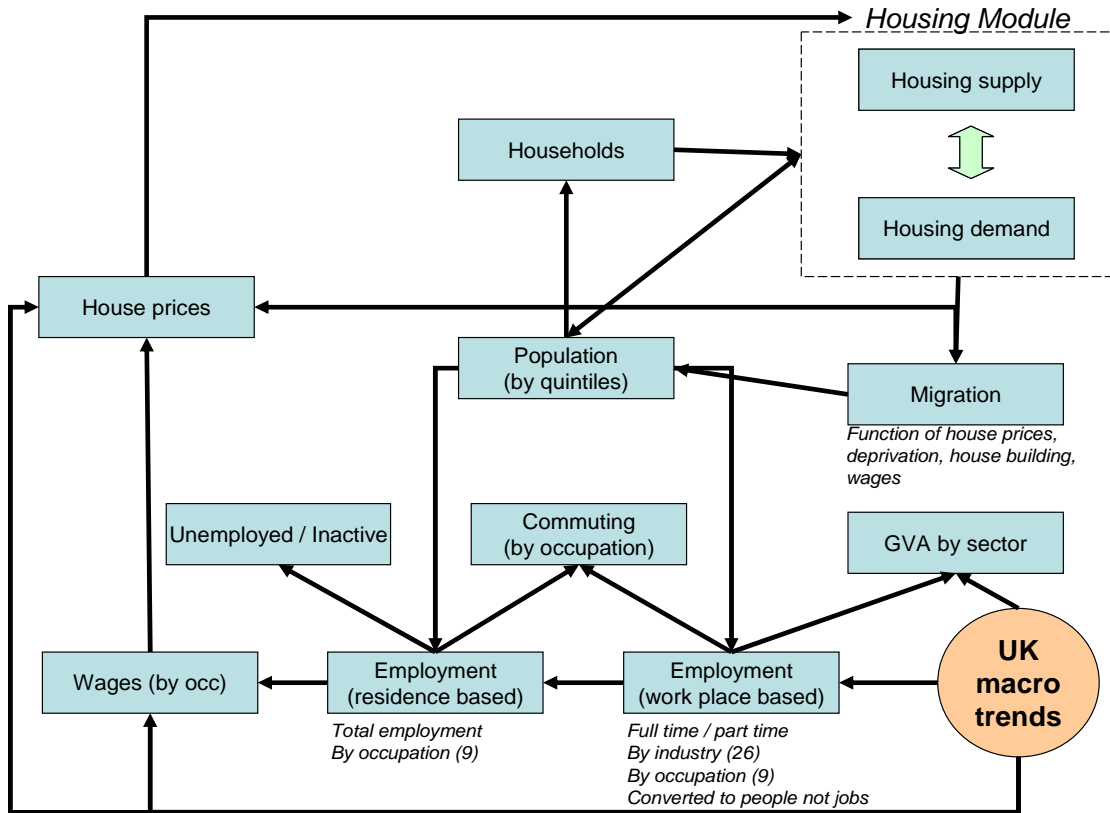 Housing Module
Housing supply
Households
Housing demand
House prices
Population
(by quintiles)
Migration
Function of house prices,
deprivation, house building,
wages
Unemployed / Inactive
Commuting
(by occupation)
GVA by sector
Wages (by occ)
Employment
(residence based)
Employment
(work place based)
UK
macro
trends
Total employment
By occupation (9)
Full time / part time
By industry (26)
By occupation (9)
Converted to people not jobs